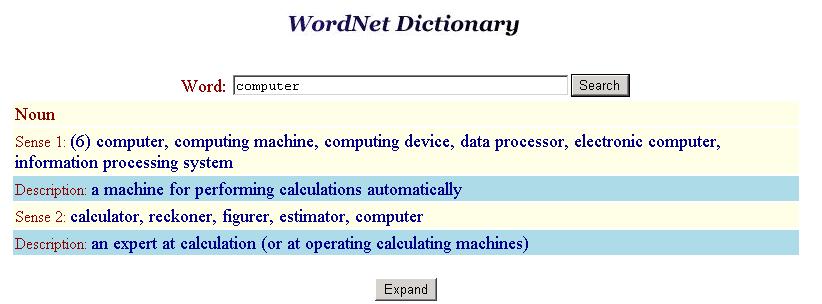 WordNet Dictionary
Word: computer Search
Noun
Sense 1: (6) computer, computing machine, computing device, data processor, electronic computer,
information processing system
Description: a machine for performing calculations automatically
Sense 2: calculator, reckoner, figurer, estimator, computer
Description: an expert at calculation (or at operating calculating machines)
Expand